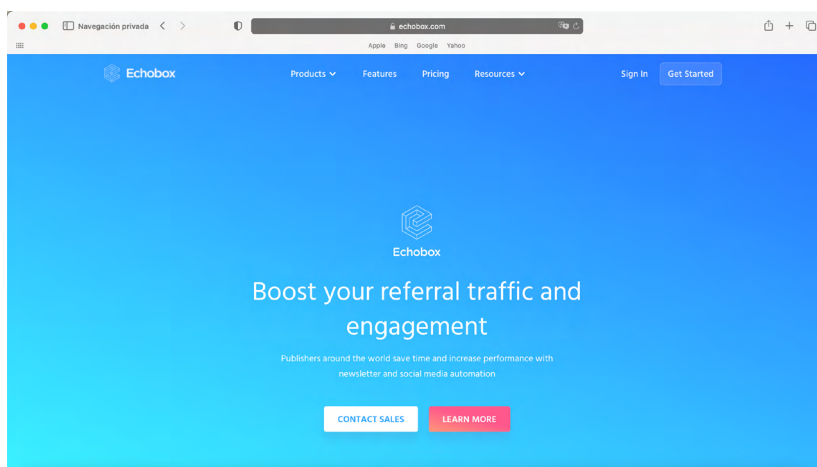 Navegación privada
echobox.com
Apple Bing Google Yahoo
Echobox
Products Features Pricing Resources
Sign In Get Started
Echobox
Boost your referral traffic and
engagement
Publishers around the world save time and increase performance with
newsletter and social media automation
CONTACT SALES LEARN MORE